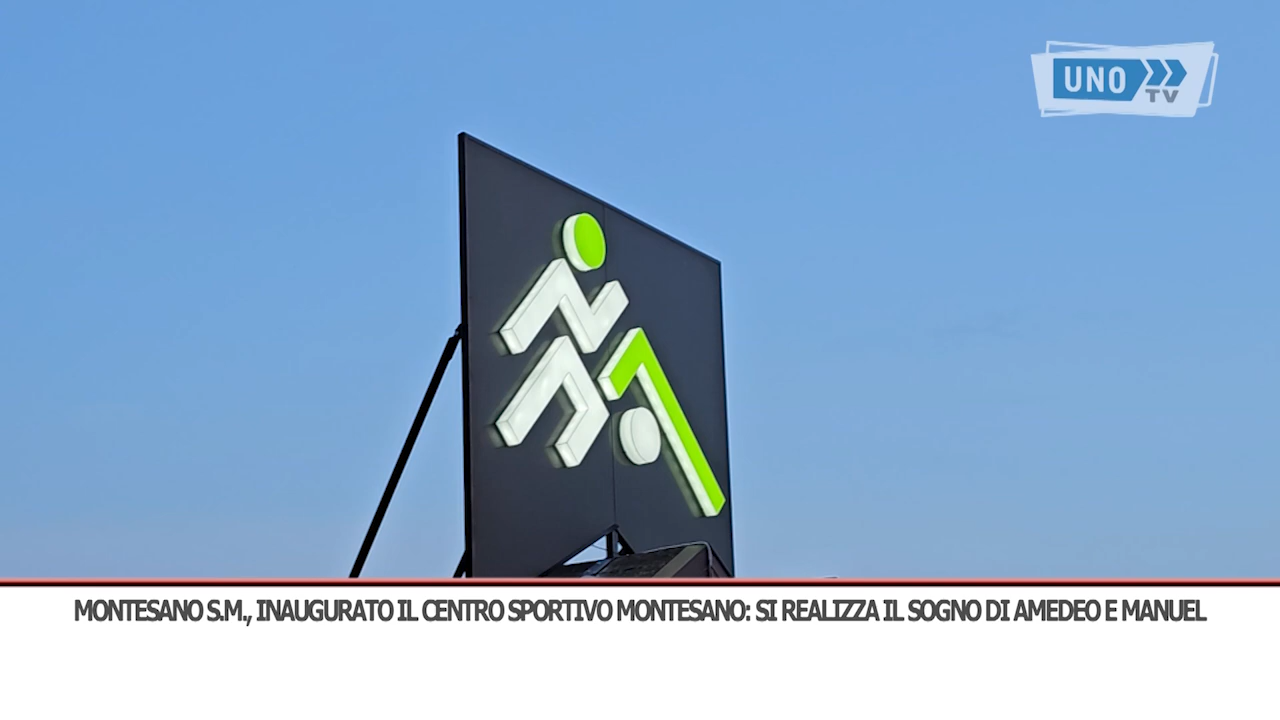 UNO
TV
MONTESANO S.M., INAUGURATO IL CENTRO SPORTIVO MONTESANO: SI REALIZZA IL SOGNO DI AMEDEO E MANUEL